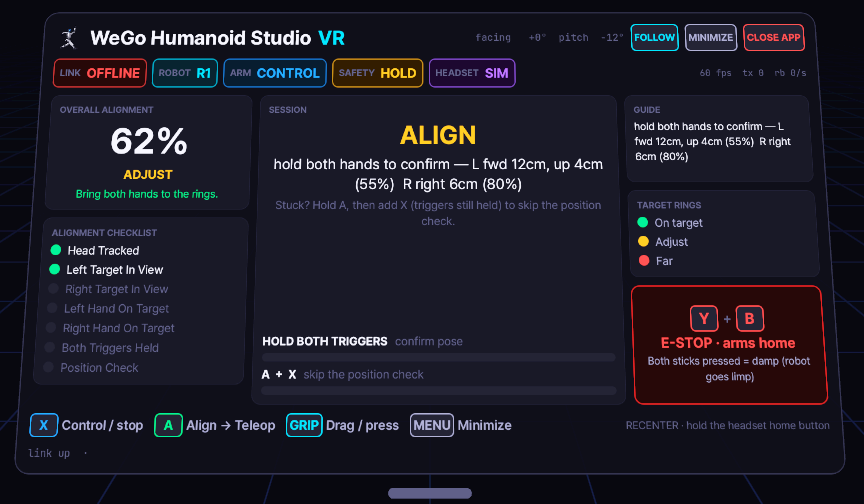 WeGo Humanoid Studio VR
facing +0° pitch -12° FOLLOW MINIMIZE CLOSE APP
LINK OFFLINE ROBOT R1 ARM CONTROL SAFETY HOLD HEADSET SIM
60 fps tx 0 rb 0/s
OVERALL ALIGNMENT
62%
ADJUST
Bring both hands to the rings.
ALIGNMENT CHECKLIST
Head Tracked
Left Target In View
Right Target In View
Left Hand On Target
Right Hand On Target
Both Triggers Held
Position Check
SESSION
ALIGN
hold both hands to confirm — L fwd 12cm, up 4cm
(55%) R right 6cm (80%)
Stuck? Hold A, then add X (triggers still held) to skip the position
check.
HOLD BOTH TRIGGERS confirm pose
A + X skip the position check
GUIDE
hold both hands to confirm — L
fwd 12cm, up 4cm (55%) R right
6cm (80%)
TARGET RINGS
On target
Adjust
Far
Y + B
E-STOP · arms home
Both sticks pressed = damp (robot
goes limp)
X Control / stop A Align → Teleop GRIP Drag / press MENU Minimize
RECENTER · hold the headset home button
link up ·